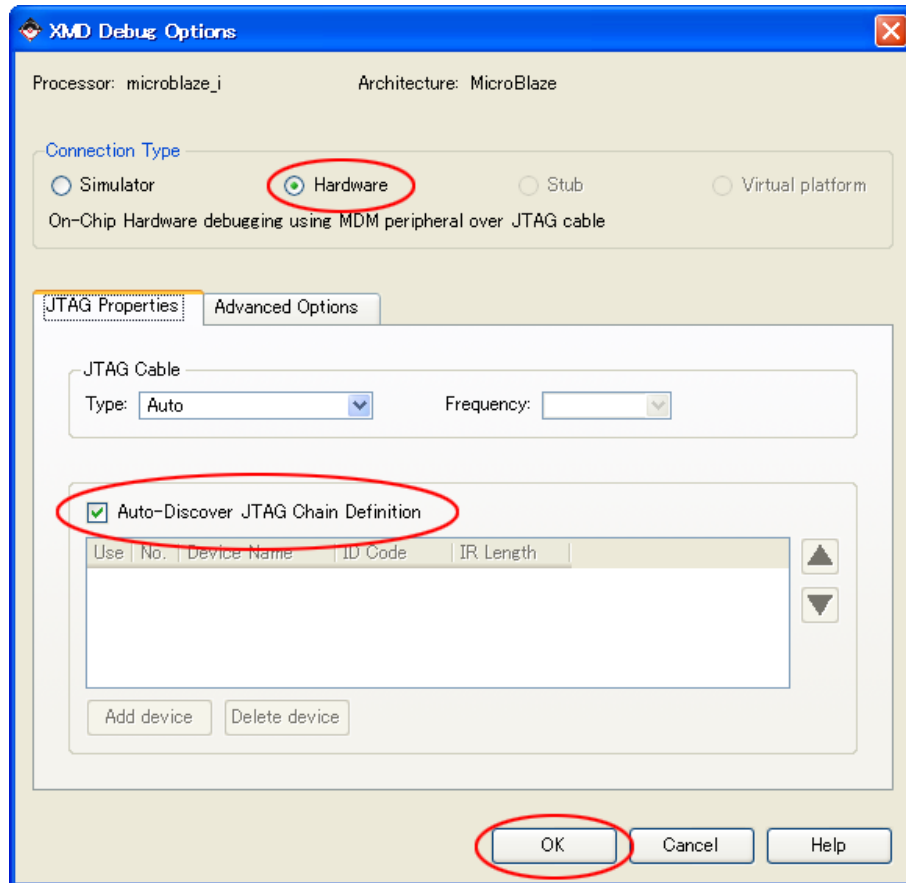 XMD Debug Options
Processor: microblaze_i Architecture: MicroBlaze
Connection Type
Simulator Hardware Stub Virtual platform
On-Chip Hardware debugging using MDM peripheral over JTAG cable
JTAG Properties Advanced Options
JTAG Cable
Type: Auto Frequency:
Auto-Discover JTAG Chain Definition
Use No. Device Name ID Code IR Length
Add device Delete device
OK Cancel Help